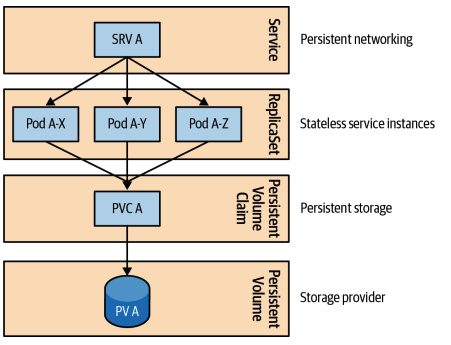 SRV A
Service
Persistent networking
Pod A-X
Pod A-Y
Pod A-Z
ReplicaSet
Stateless service instances
PVC A
Persistent
Volume
Claim
Persistent storage
PV A
Persistent
Volume
Storage provider